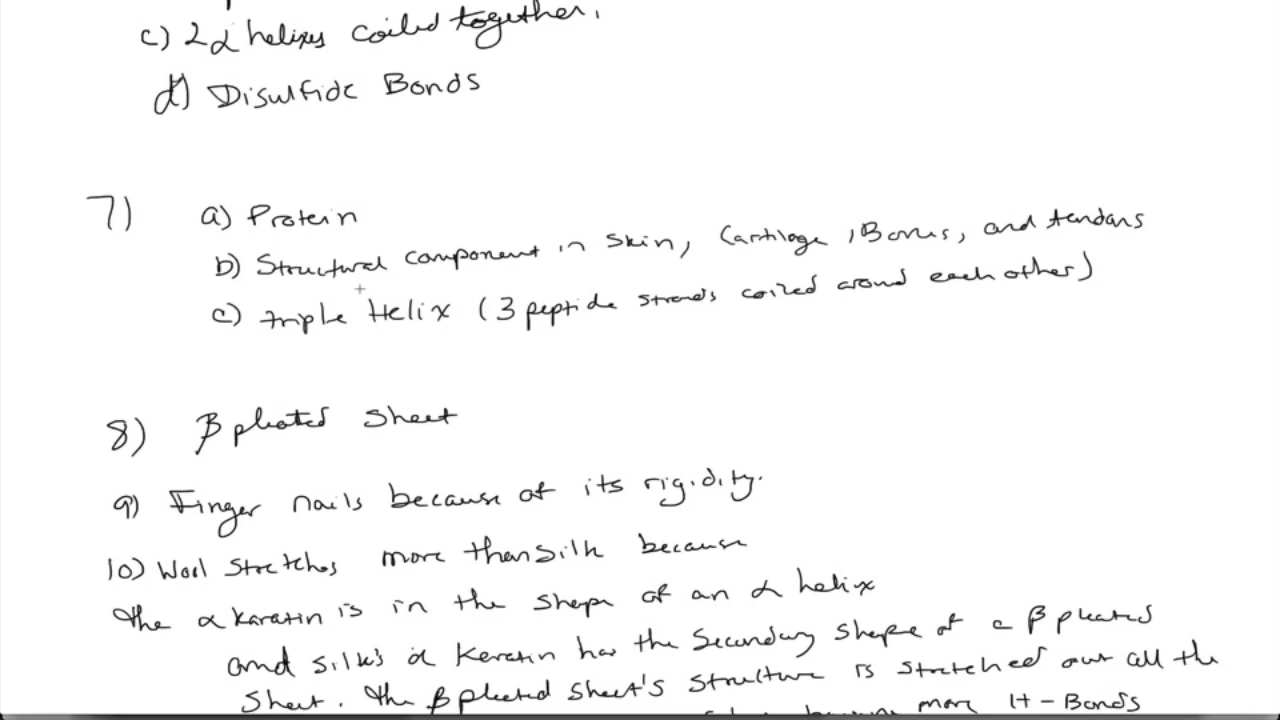 c) 2 α helixes coiled together.
d) Disulfide Bonds
7) a) Protein
b) Structural component in skin, Cartilage, Bones, and tendans
c) triple Helix (3 peptide strands coiled around each other)
8) β pleated sheet
9) Finger nails because of its rigidity.
10) Wool stretches more than silk because
the α karatin is in the shape of an α helix
and silk's α keratin has the Secondary shape of a β pleated
sheet. The β pleated sheet's structure is stretched out all the
more H-Bonds